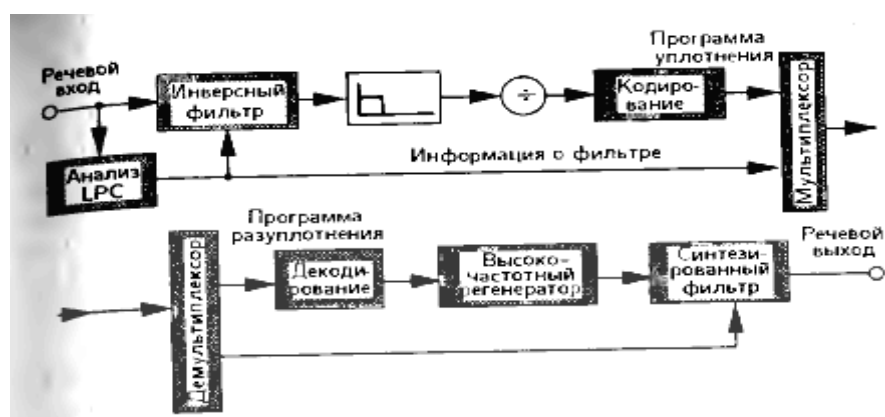 Речевой
вход
Инверсный
фильтр
÷
Программа
уплотнения
Кодиро-
вание
Мультиплексор
Анализ
LPC
Информация о фильтре
Демультиплексор
Программа
разуплотнения
Декоди-
рование
Высоко-
частотный
регенератор
Синтези-
рованный
фильтр
Речевой
выход